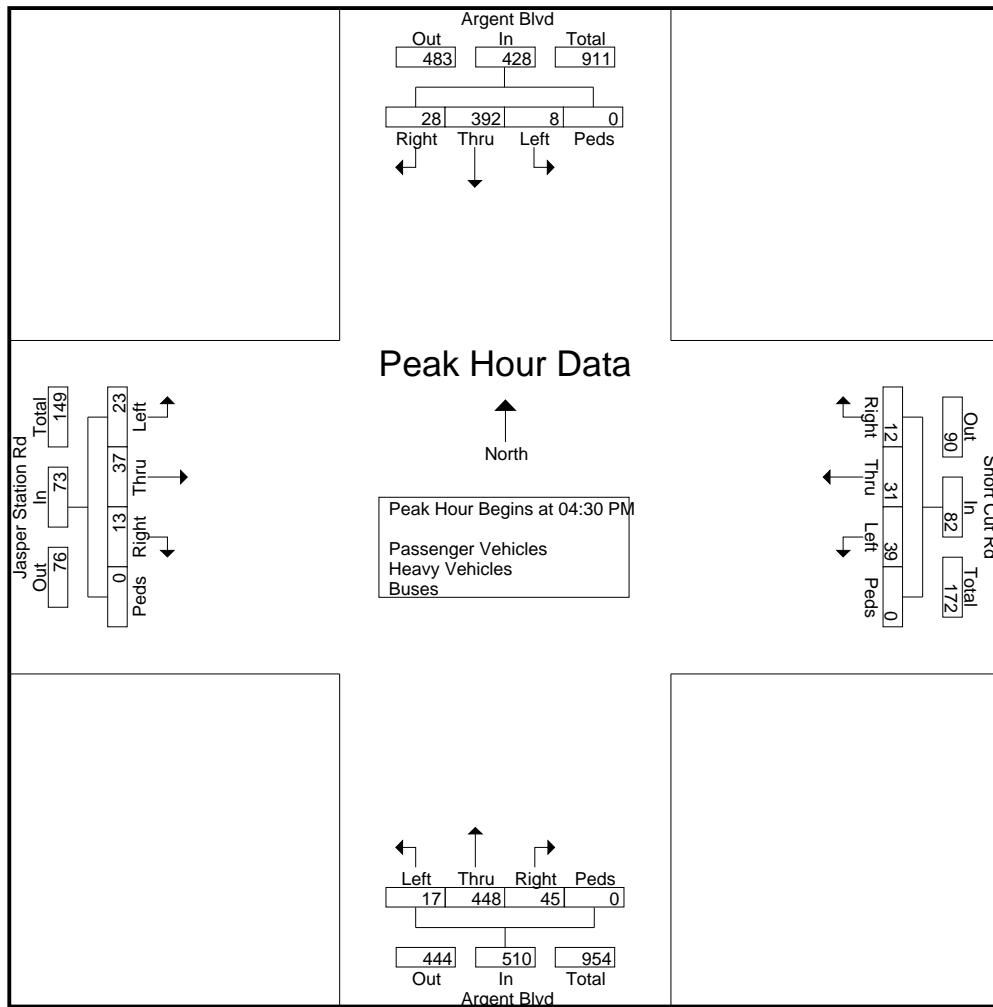 Argent Blvd
Out In Total
483 428 911
28 392 8 0
Right Thru Left Peds
Peak Hour Data
North
Peak Hour Begins at 04:30 PM
Passenger Vehicles
Heavy Vehicles
Buses
Jasper Station Rd
Total In Out
149 73 76
23 37 13 0
Left Thru Right Peds
Short Cut Rd
Out In Total
90 82 172
12 31 39 0
Right Thru Left Peds
Left Thru Right Peds
17 448 45 0
444 510 954
Out In Total
Argent Blvd